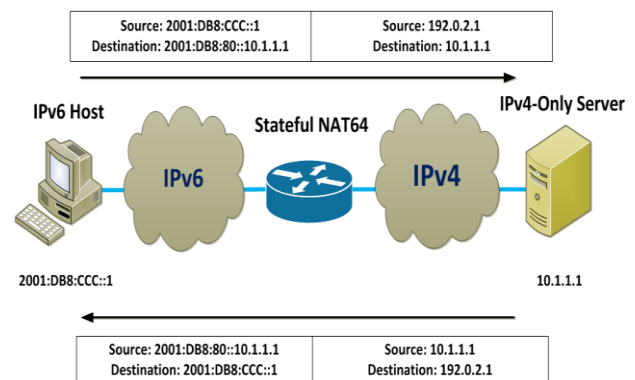 Source: 2001:DB8:CCC::1
Destination: 2001:DB8:80::10.1.1.1
Source: 192.0.2.1
Destination: 10.1.1.1
IPv6 Host
Stateful NAT64
IPv4-Only Server
IPv6
IPv4
2001:DB8:CCC::1
10.1.1.1
Source: 2001:DB8:80::10.1.1.1
Destination: 2001:DB8:CCC::1
Source: 10.1.1.1
Destination: 192.0.2.1